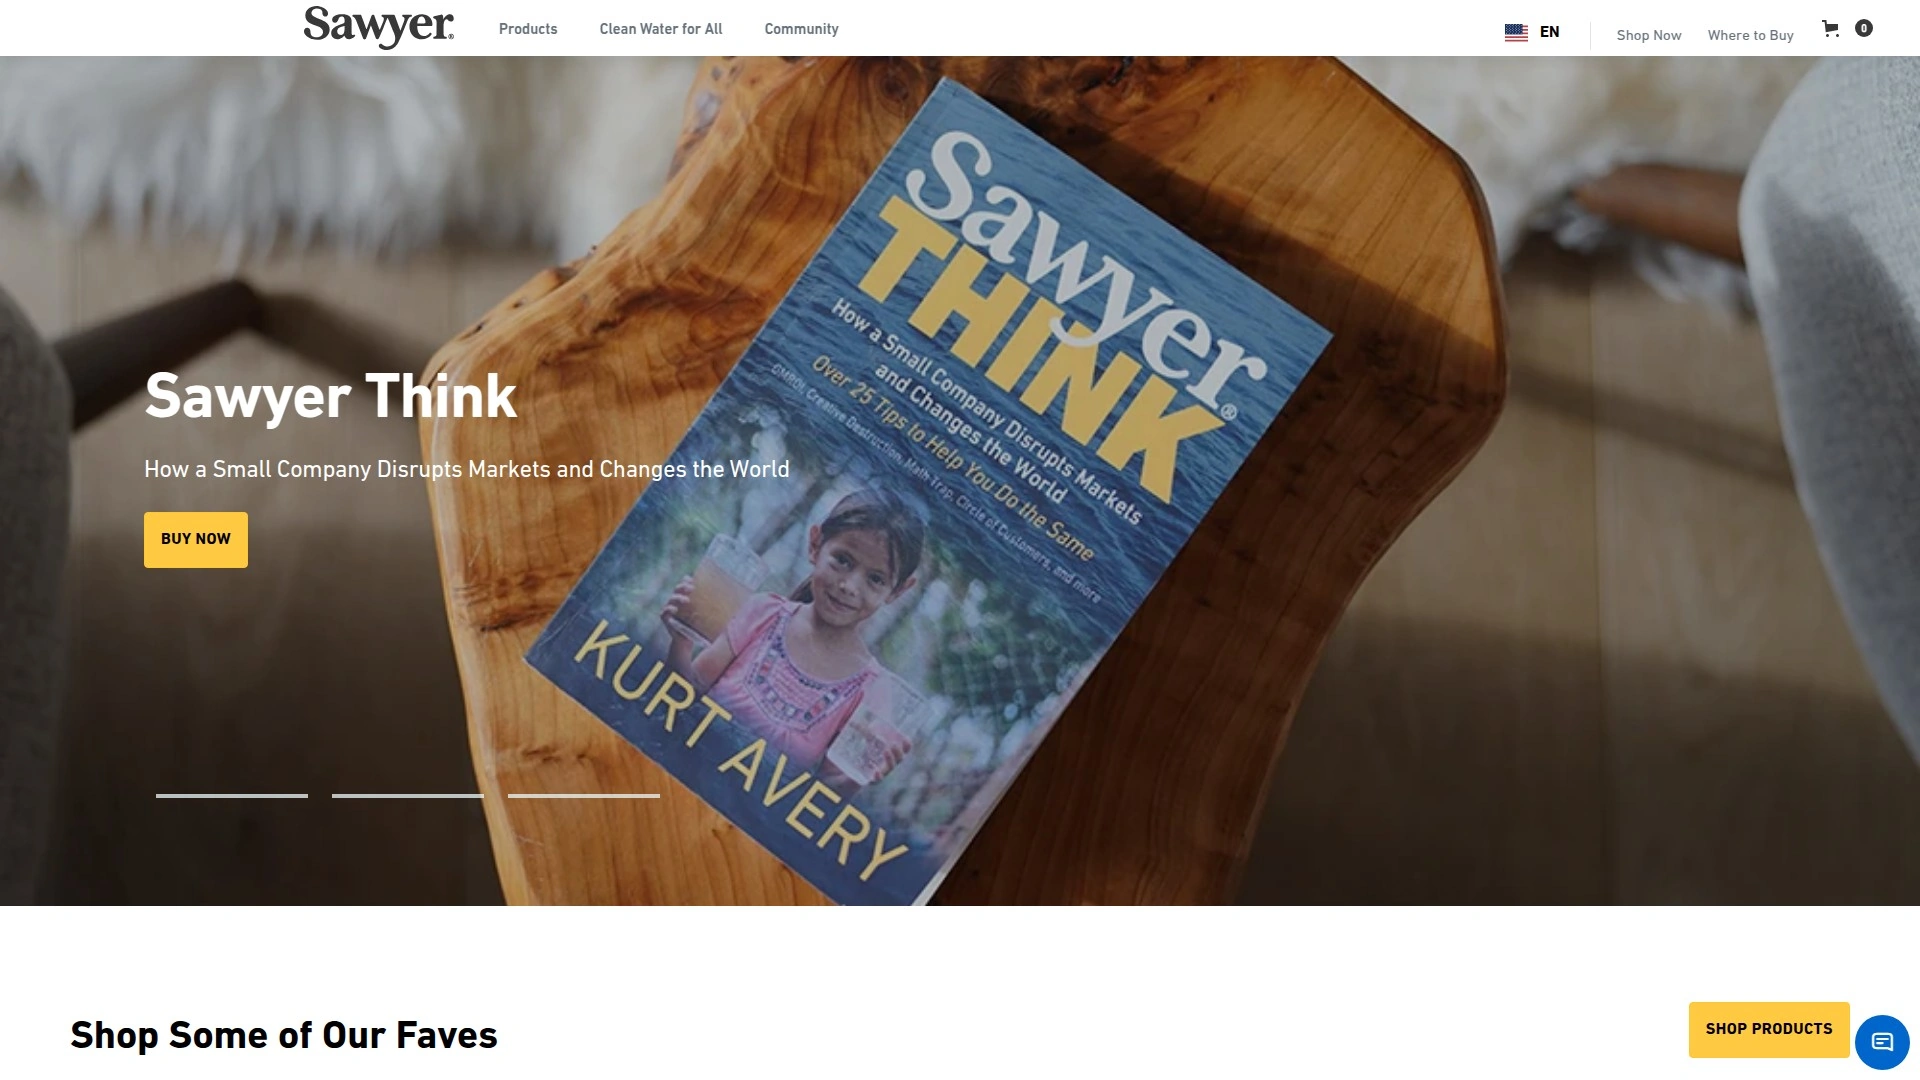 Sawyer®
Products
Clean Water for All
Community
EN
Shop Now
Where to Buy
0
Sawyer®
THINK
How a Small Company Disrupts Markets
and Changes the World
Over 25 Tips to Help You Do the Same
GMROI, Creative Destruction, Math Trap, Circle of Customers, and more
KURT AVERY
Sawyer Think
How a Small Company Disrupts Markets and Changes the World
BUY NOW
Shop Some of Our Faves
SHOP PRODUCTS